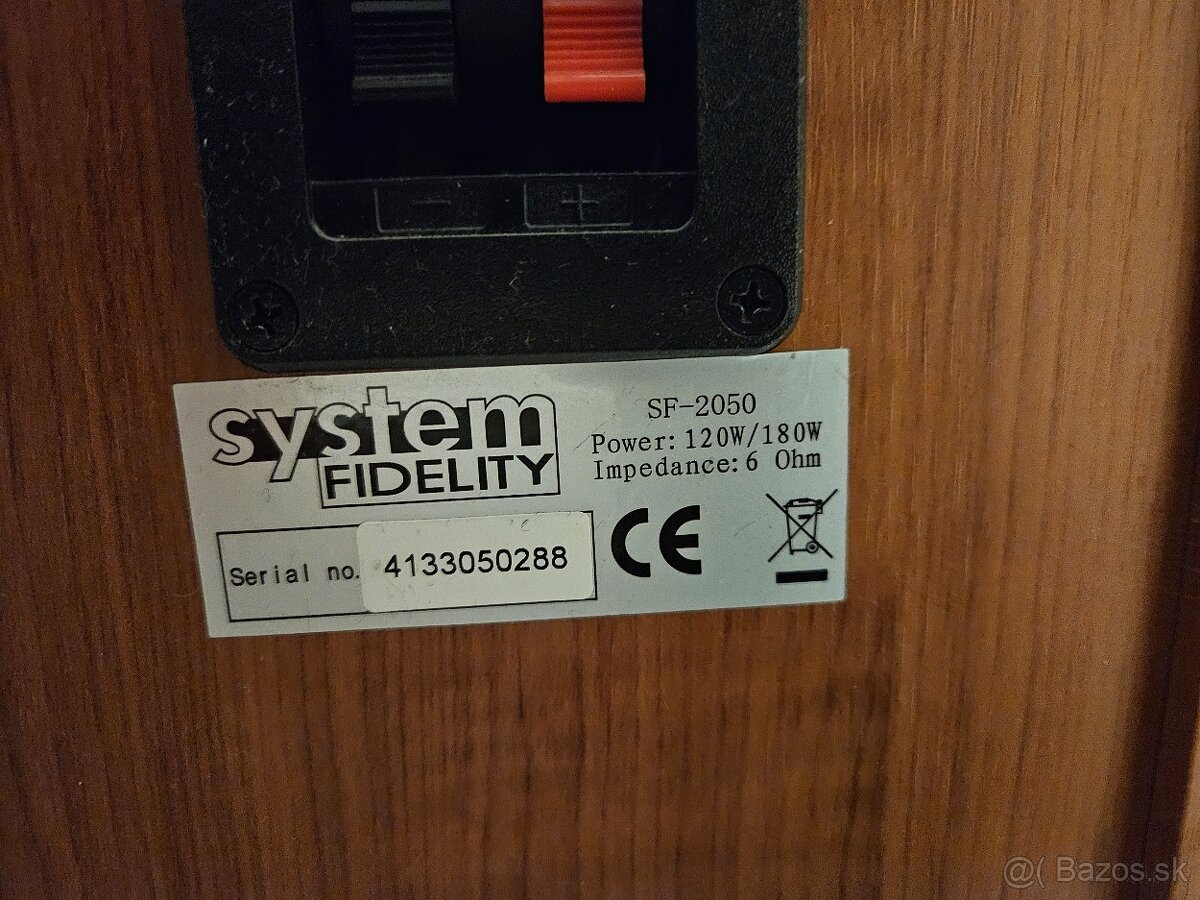 - +
system
FIDELITY
SF-2050
Power: 120W/180W
Impedance: 6 Ohm
Serial no. 4133050288
CE
@( Bazos.sk